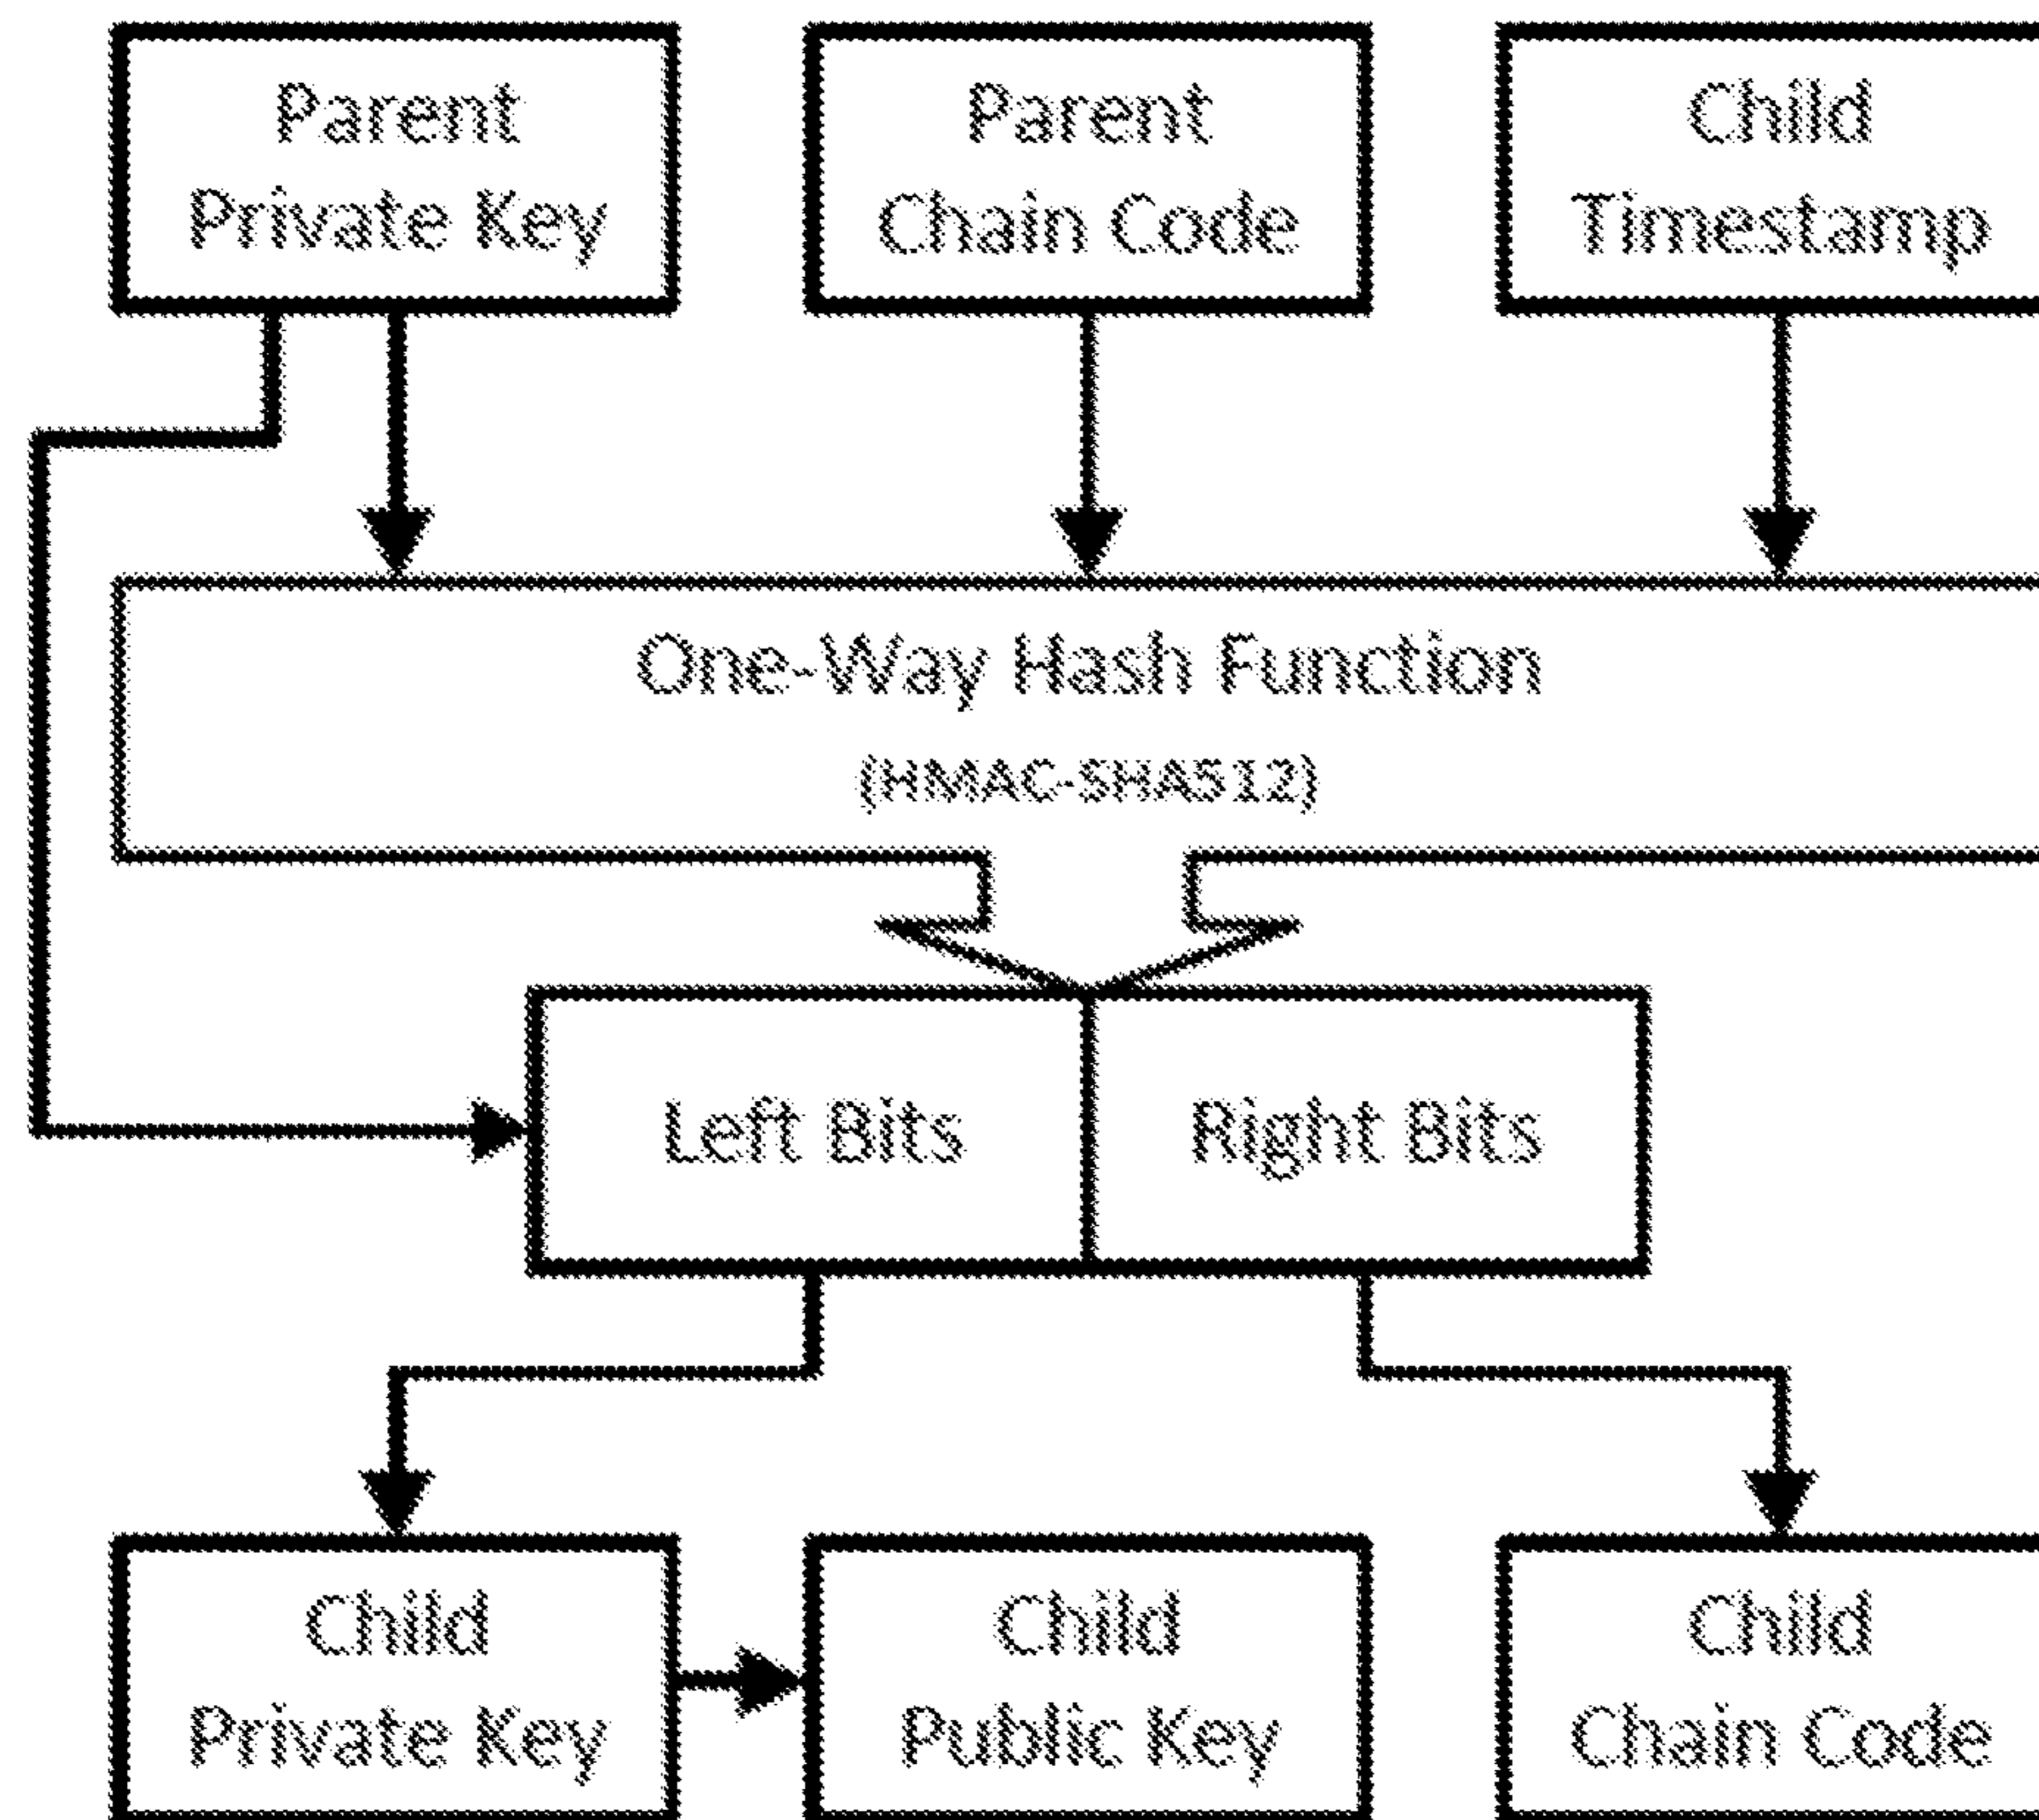 Parent
Private Key
Parent
Chain Code
Child
Timestamp
One-Way Hash Function
(HMAC-SHA512)
Left Bits
Right Bits
Child
Private Key
Child
Public Key
Child
Chain Code